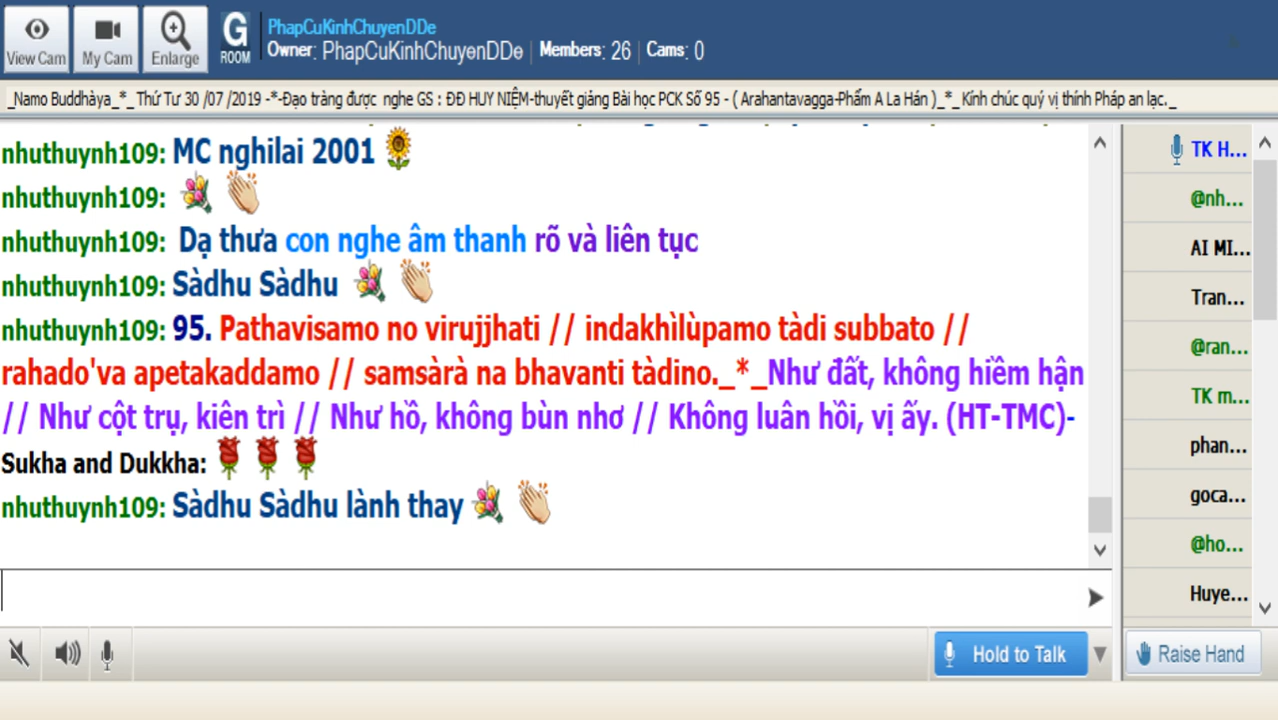 View Cam
My Cam
Enlarge
G ROOM
PhapCuKinhChuyenDDe
Owner: PhapCuKinhChuyenDDe | Members: 26 | Cams: 0
_Namo Buddhàya_*_ Thứ Tư 30 /07 /2019 -*-Đạo tràng được nghe GS : ĐĐ HUY NIỆM-thuyết giảng Bài học PCK Số 95 - ( Arahantavagga-Phẩm A La Hán )_*_ Kính chúc quý vị thính Pháp an lạc._
nhuthuynh109: MC nghilai 2001
nhuthuynh109:
nhuthuynh109: Dạ thưa con nghe âm thanh rõ và liên tục
nhuthuynh109: Sàdhu Sàdhu
nhuthuynh109: 95. Pathavisamo no virujjhati // indakhìlùpamo tàdi subbato //
rahado'va apetakaddamo // samsàrà na bhavanti tàdino._*_Như đất, không hiềm hận
// Như cột trụ, kiên trì // Như hồ, không bùn nhơ // Không luân hồi, vị ấy. (HT-TMC)-
Sukha and Dukkha:
nhuthuynh109: Sàdhu Sàdhu lành thay
TK H...
@nh...
AI MI...
Tran...
@ran...
TK m...
phan...
goca...
@ho...
Huye...
Hold to Talk
Raise Hand